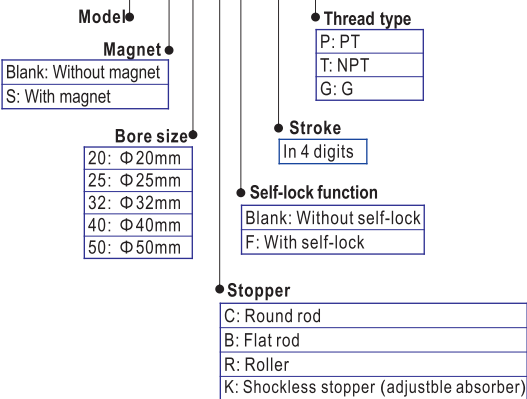 Model
Magnet
Blank: Without magnet
S: With magnet
Bore size
20: Φ20mm
25: Φ25mm
32: Φ32mm
40: Φ40mm
50: Φ50mm
Thread type
P: PT
T: NPT
G: G
Stroke
In 4 digits
Self-lock function
Blank: Without self-lock
F: With self-lock
Stopper
C: Round rod
B: Flat rod
R: Roller
K: Shockless stopper (adjustble absorber)